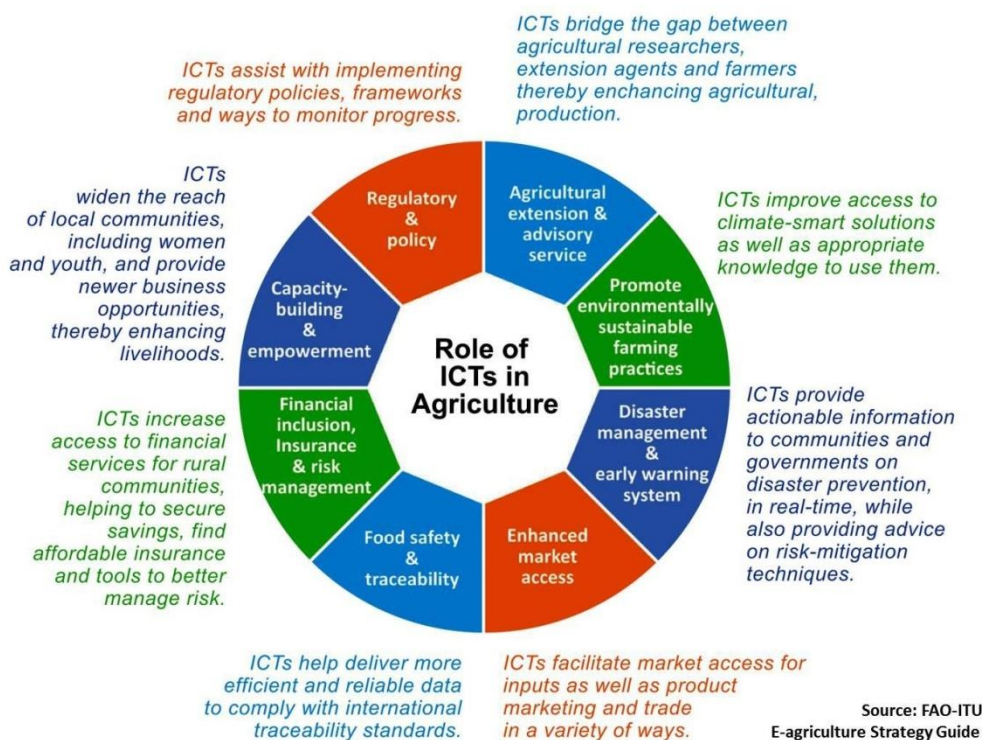 ICTs bridge the gap between
agricultural researchers,
extension agents and farmers
thereby enchancing agricultural,
production.
ICTs assist with implementing
regulatory policies, frameworks
and ways to monitor progress.
ICTs
widen the reach
of local communities,
including women
and youth, and provide
newer business
opportunities,
thereby enhancing
livelihoods.
Regulatory
&
policy
Agricultural
extension &
advisory
service
ICTs improve access to
climate-smart solutions
as well as appropriate
knowledge to use them.
Capacity-
building
&
empowerment
Promote
environmentally
sustainable
farming
practices
Role of
ICTs in
Agriculture
ICTs increase
access to financial
services for rural
communities,
helping to secure
savings, find
affordable insurance
and tools to better
manage risk.
Financial
inclusion,
Insurance
& risk
management
Disaster
management
&
early warning
system
ICTs provide
actionable information
to communities and
governments on
disaster prevention,
in real-time, while
also providing advice
on risk-mitigation
techniques.
Food safety
&
traceability
Enhanced
market
access
ICTs help deliver more
efficient and reliable data
to comply with international
traceability standards.
ICTs facilitate market access for
inputs as well as product
marketing and trade
in a variety of ways.
Source: FAO-ITU
E-agriculture Strategy Guide